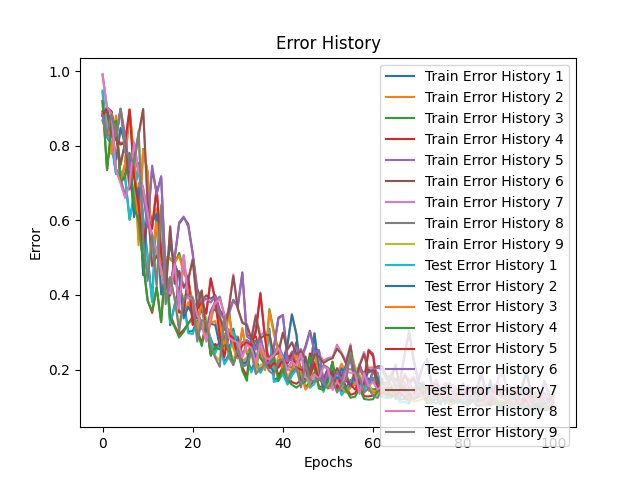 Error History
1.0
0.8
0.6
0.4
0.2
Error
0
20
40
60
80
100
Epochs
Train Error History 1
Train Error History 2
Train Error History 3
Train Error History 4
Train Error History 5
Train Error History 6
Train Error History 7
Train Error History 8
Train Error History 9
Test Error History 1
Test Error History 2
Test Error History 3
Test Error History 4
Test Error History 5
Test Error History 6
Test Error History 7
Test Error History 8
Test Error History 9